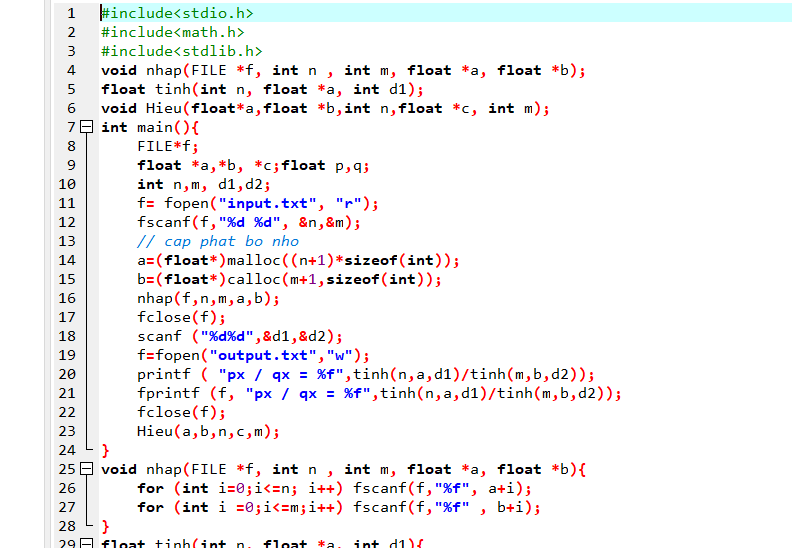 1 #include<stdio.h>
2 #include<math.h>
3 #include<stdlib.h>
4 void nhap(FILE *f, int n , int m, float *a, float *b);
5 float tinh(int n, float *a, int d1);
6 void Hieu(float*a,float *b,int n,float *c, int m);
7 int main(){
8 FILE*f;
9 float *a,*b, *c;float p,q;
10 int n,m, d1,d2;
11 f= fopen("input.txt", "r");
12 fscanf(f,"%d %d", &n,&m);
13 // cap phat bo nho
14 a=(float*)malloc((n+1)*sizeof(int));
15 b=(float*)calloc(m+1,sizeof(int));
16 nhap(f,n,m,a,b);
17 fclose(f);
18 scanf ("%d%d",&d1,&d2);
19 f=fopen("output.txt","w");
20 printf ( "px / qx = %f",tinh(n,a,d1)/tinh(m,b,d2));
21 fprintf (f, "px / qx = %f",tinh(n,a,d1)/tinh(m,b,d2));
22 fclose(f);
23 Hieu(a,b,n,c,m);
24 }
25 void nhap(FILE *f, int n , int m, float *a, float *b){
26 for (int i=0;i<=n; i++) fscanf(f,"%f", a+i);
27 for (int i =0;i<=m;i++) fscanf(f,"%f" , b+i);
28 }
29 float tinh(int n, float *a, int d1){